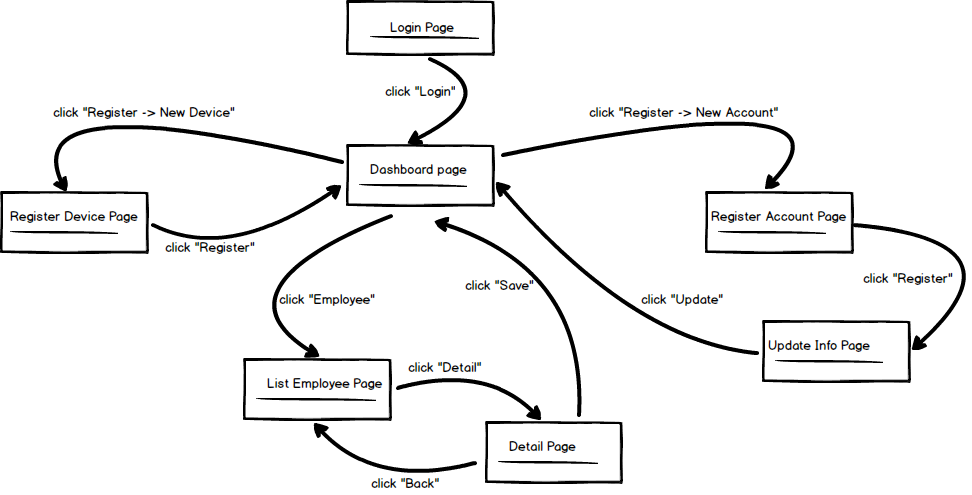 Login Page
click "Login"
click "Register -> New Device"
click "Register -> New Account"
Dashboard page
Register Device Page
Register Account Page
click "Register"
click "Register"
click "Save"
click "Employee"
click "Update"
Update Info Page
click "Detail"
List Employee Page
Detail Page
click "Back"